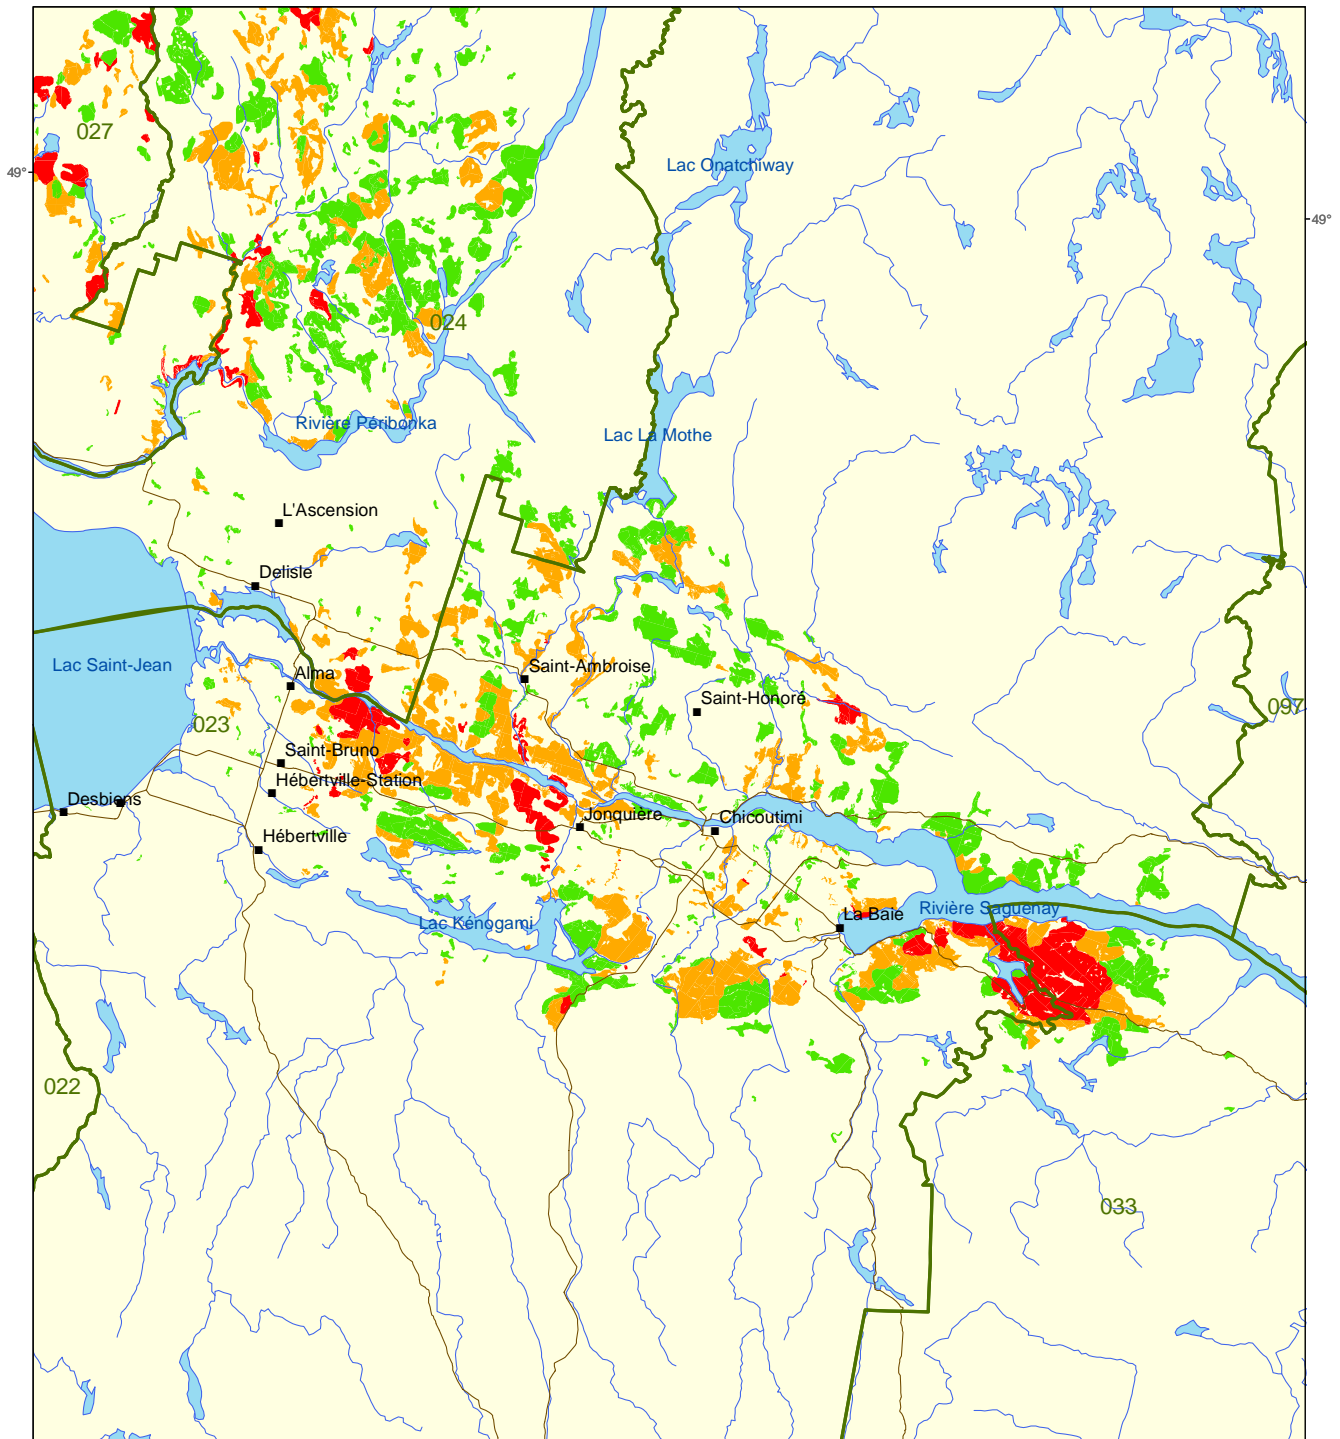 027
Lac Onatchiway
49°
49°
024
Rivière Péribonka
Lac La Mothe
L'Ascension
Delisle
Lac Saint-Jean
Saint-Ambroise
Alma
Saint-Honoré
097
023
Saint-Bruno
Hébertville-Station
Desbiens
Jonquière
Chicoutimi
Hébertville
Rivière Saguenay
La Baie
Lac Kénogami
022
033